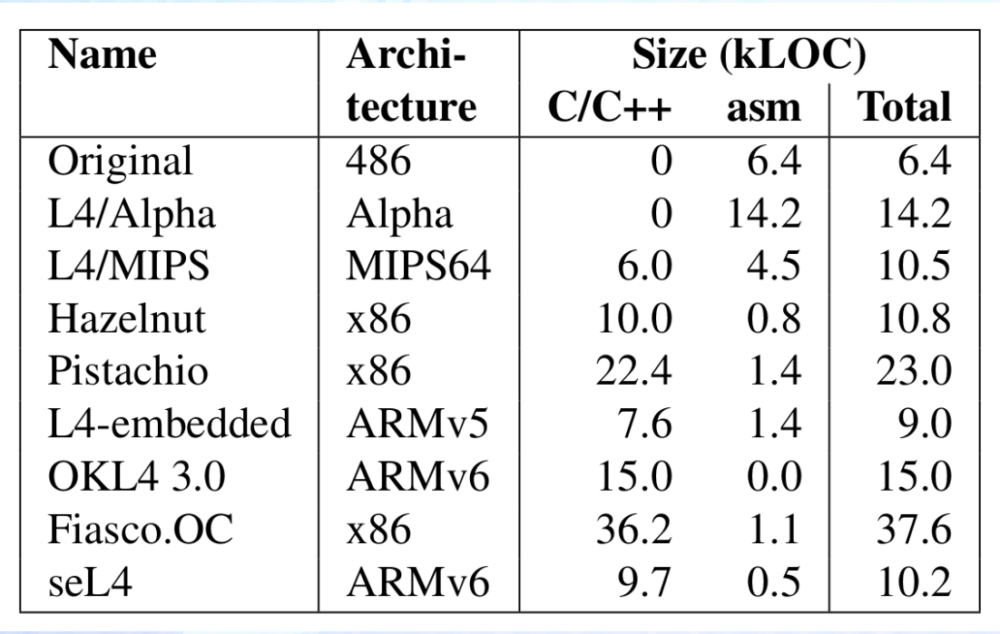 Name Archi- Size (kLOC)
tecture C/C++ asm Total
Original 486 0 6.4 6.4
L4/Alpha Alpha 0 14.2 14.2
L4/MIPS MIPS64 6.0 4.5 10.5
Hazelnut x86 10.0 0.8 10.8
Pistachio x86 22.4 1.4 23.0
L4-embedded ARMv5 7.6 1.4 9.0
OKL4 3.0 ARMv6 15.0 0.0 15.0
Fiasco.OC x86 36.2 1.1 37.6
seL4 ARMv6 9.7 0.5 10.2